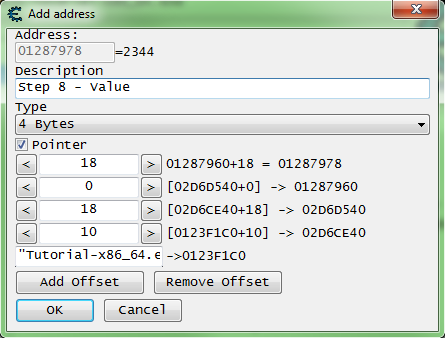 Add address
Address:
01287978 =2344
Description
Step 8 - Value
Type
4 Bytes
Pointer
< 18 > 01287960+18 = 01287978
< 0 > [02D6D540+0] -> 01287960
< 18 > [02D6CE40+18] -> 02D6D540
< 10 > [0123F1C0+10] -> 02D6CE40
"Tutorial-x86_64.e ->0123F1C0
Add Offset Remove Offset
OK Cancel